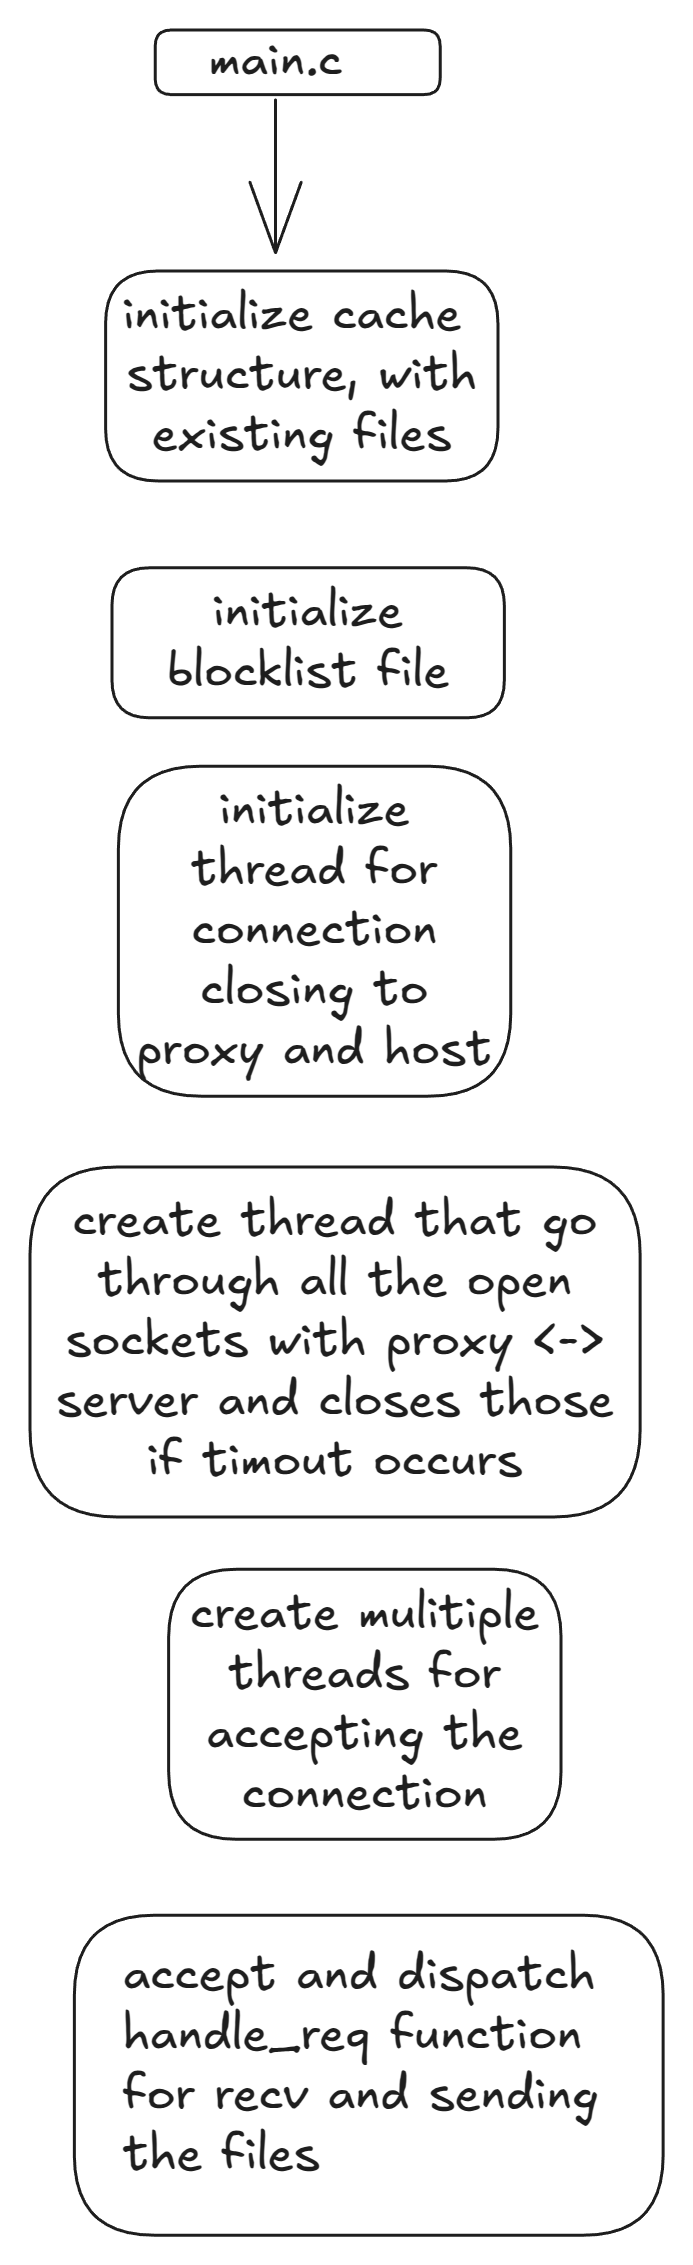 main.c
initialize cache
structure, with
existing files
initialize
blocklist file
initialize
thread for
connection
closing to
proxy and host
create thread that go
through all the open
sockets with proxy <->
server and closes those
if timout occurs
create mulitiple
threads for
accepting the
connection
accept and dispatch
handle_req function
for recv and sending
the files